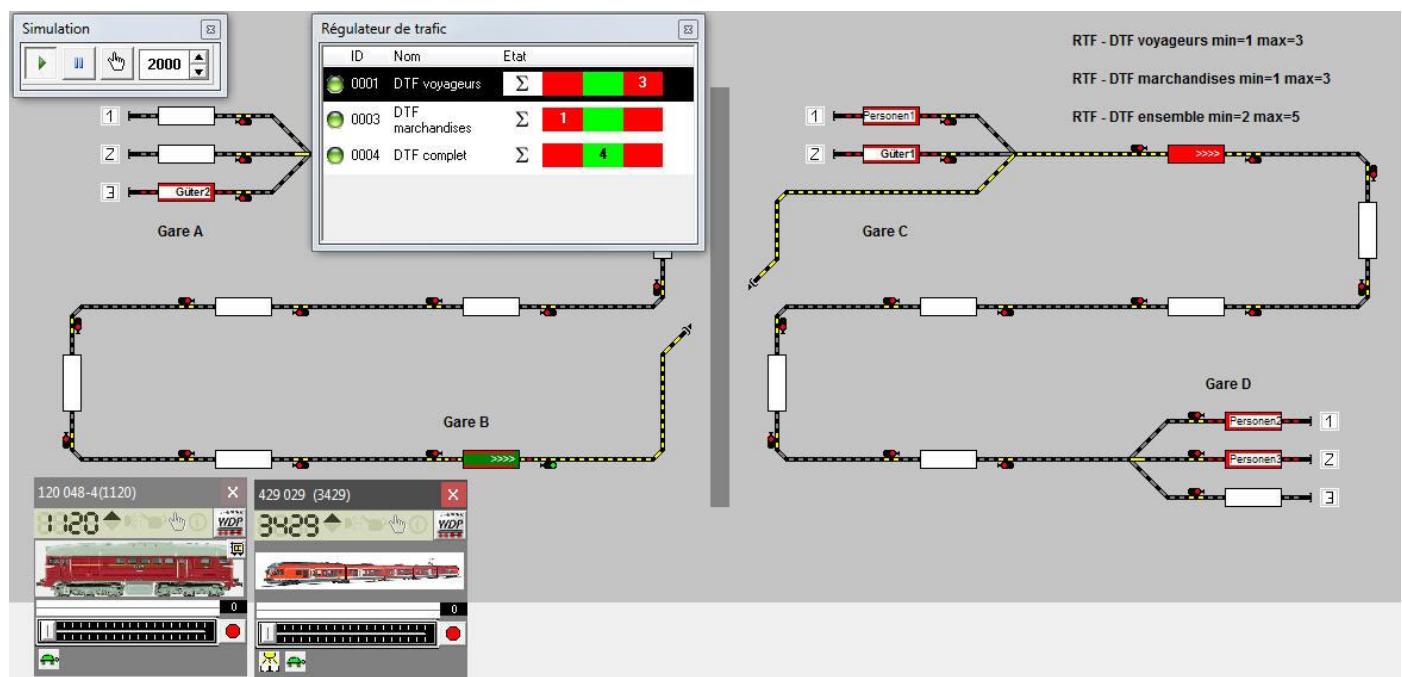 Simulation
2000
Régulateur de trafic
ID Nom Etat
0001 DTF voyageurs Σ 3
0003 DTF marchandises Σ 1
0004 DTF complet Σ 4
1
2
3 Güter2
Gare A
Gare B
RTF - DTF voyageurs min=1 max=3
RTF - DTF marchandises min=1 max=3
RTF - DTF ensemble min=2 max=5
1 Personen1
2 Güter1
>>>>
Gare C
Gare D
Personen2 1
Personen3 2
3
>>>>
120 048-4(1120)
1120
WDP
0
429 029 (3429)
3429
WDP
0